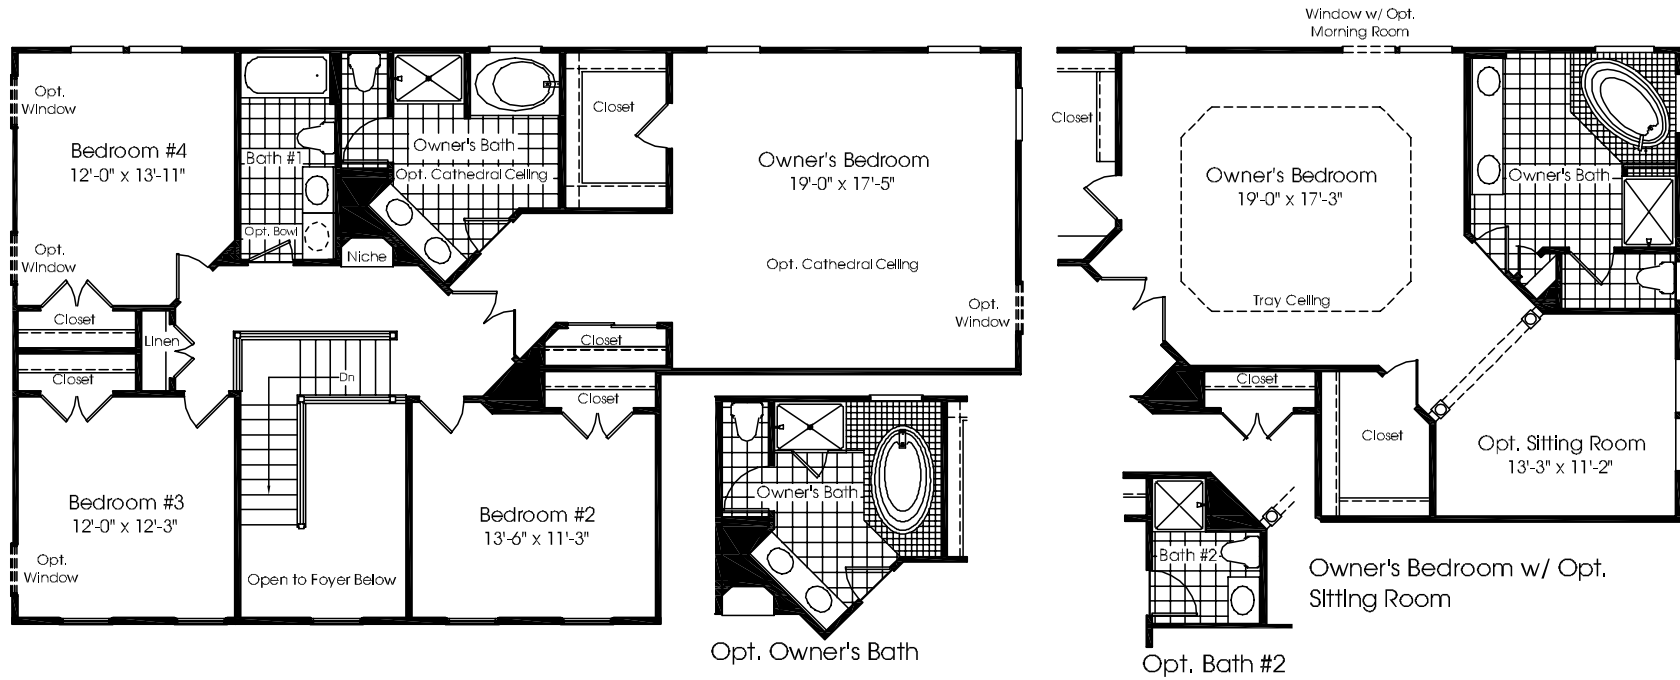 Opt.
Window
Bedroom #4
12'-0" x 13'-11"
Opt.
Window
Closet
Linen
Closet
Bedroom #3
12'-0" x 12'-3"
Opt.
Window
Bath #1
Opt. Bowl
Niche
Owner's Bath
Opt. Cathedral Ceiling
Closet
Owner's Bedroom
19'-0" x 17'-5"
Opt. Cathedral Ceiling
Opt.
Window
Closet
Closet
Dn
Open to Foyer Below
Bedroom #2
13'-6" x 11'-3"
Owner's Bath
Opt. Owner's Bath
Window w/ Opt.
Morning Room
Closet
Owner's Bedroom
19'-0" x 17'-3"
Tray Ceiling
Owner's Bath
Closet
Closet
Opt. Sitting Room
13'-3" x 11'-2"
Bath #2
Opt. Bath #2
Owner's Bedroom w/ Opt.
Sitting Room